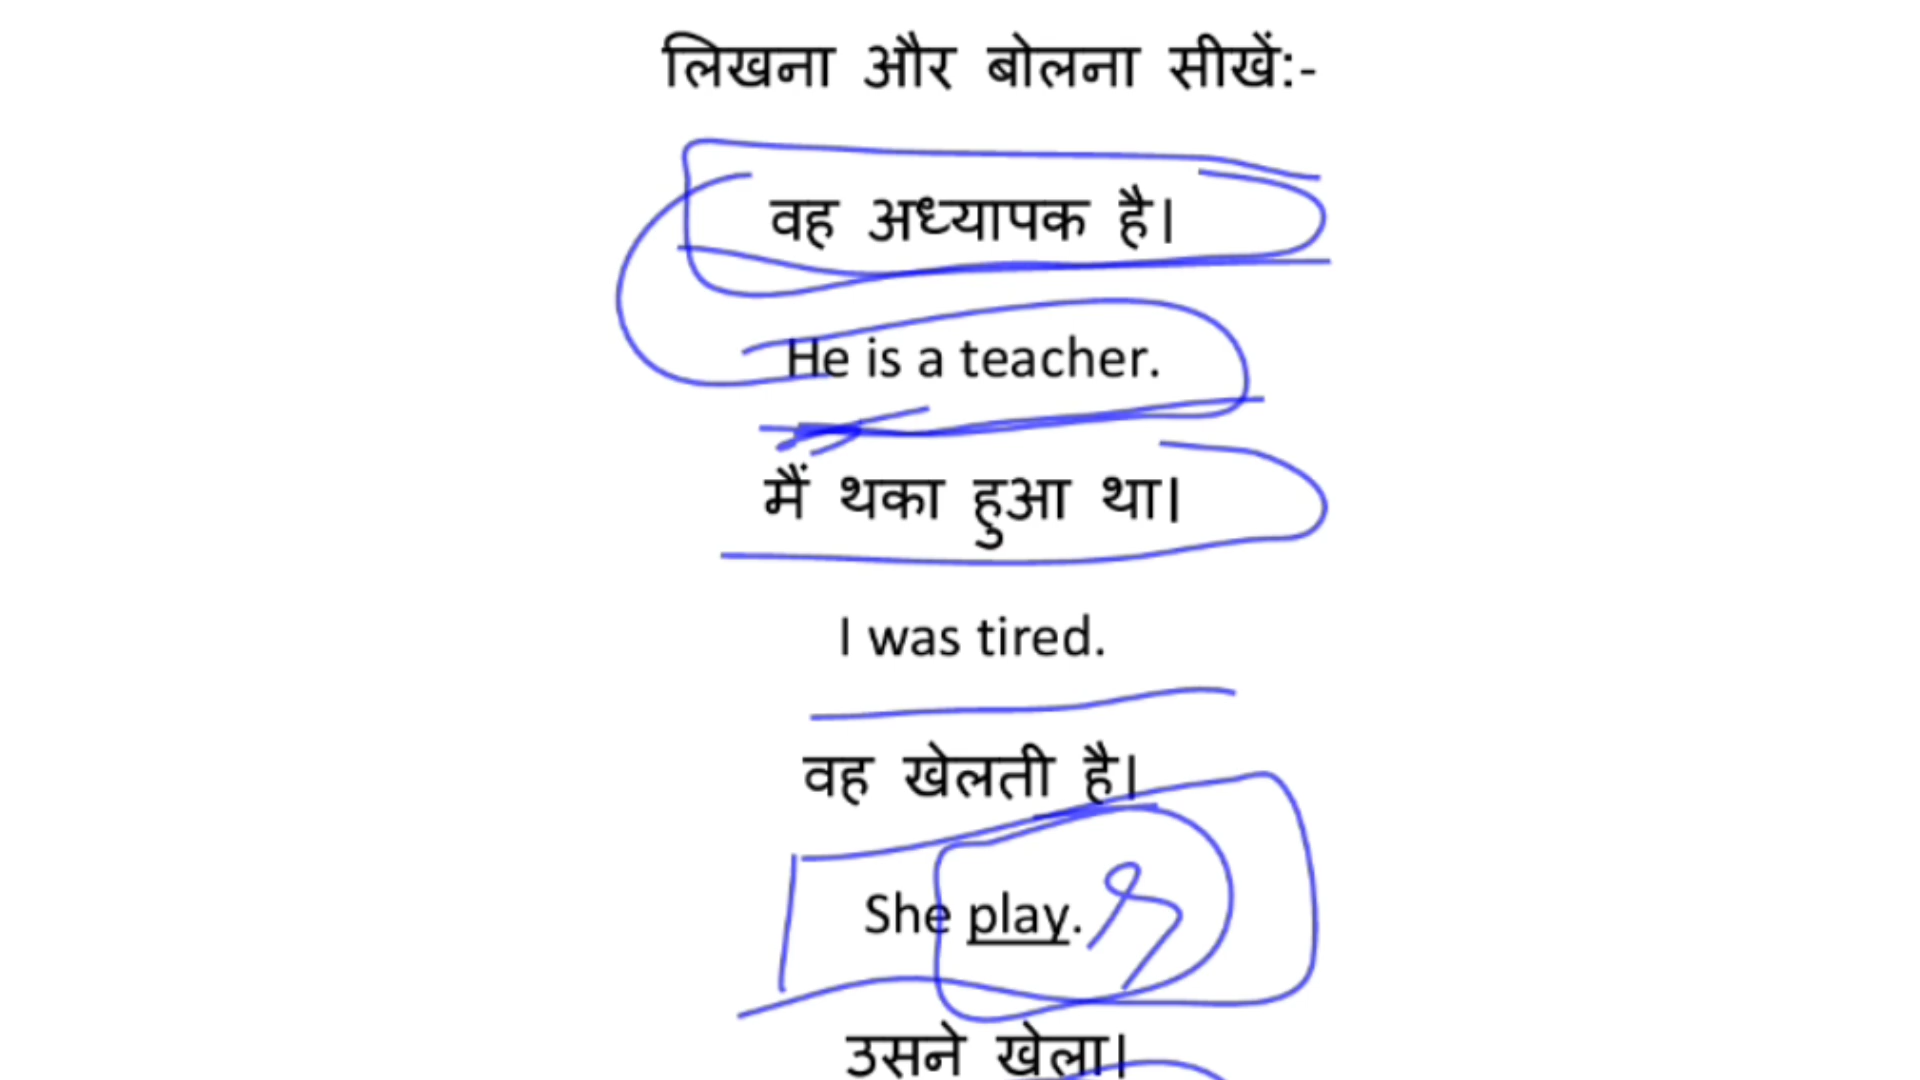 लिखना और बोलना सीखें:-
वह अध्यापक है।
He is a teacher.
मैं थका हुआ था।
I was tired.
वह खेलती है।
She play.
उसने खेला।